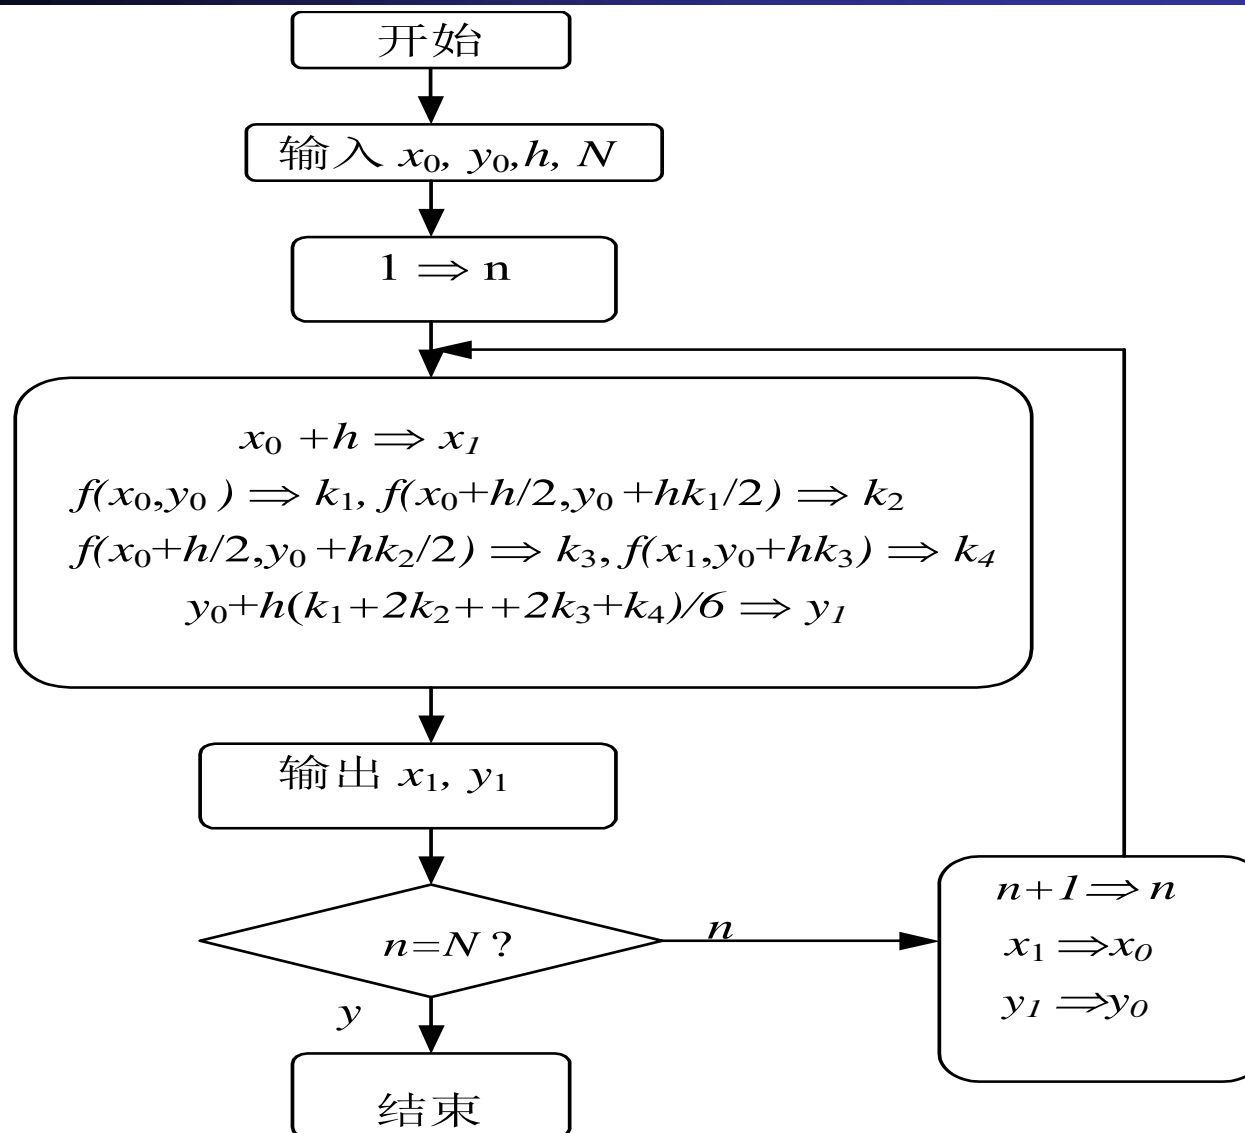 开始
输入 x₀, y₀,h, N
1 ⇒ n
x₀ +h ⇒ x₁
f(x₀,y₀ ) ⇒ k₁, f(x₀+h/2,y₀ +hk₁/2) ⇒ k₂
f(x₀+h/2,y₀ +hk₂/2) ⇒ k₃, f(x₁,y₀+hk₃) ⇒ k₄
y₀+h(k₁+2k₂++2k₃+k₄)/6 ⇒ y₁
输出 x₁, y₁
n=N ?
n
n+1⇒n
x₁ ⇒x₀
y₁ ⇒y₀
y
结束